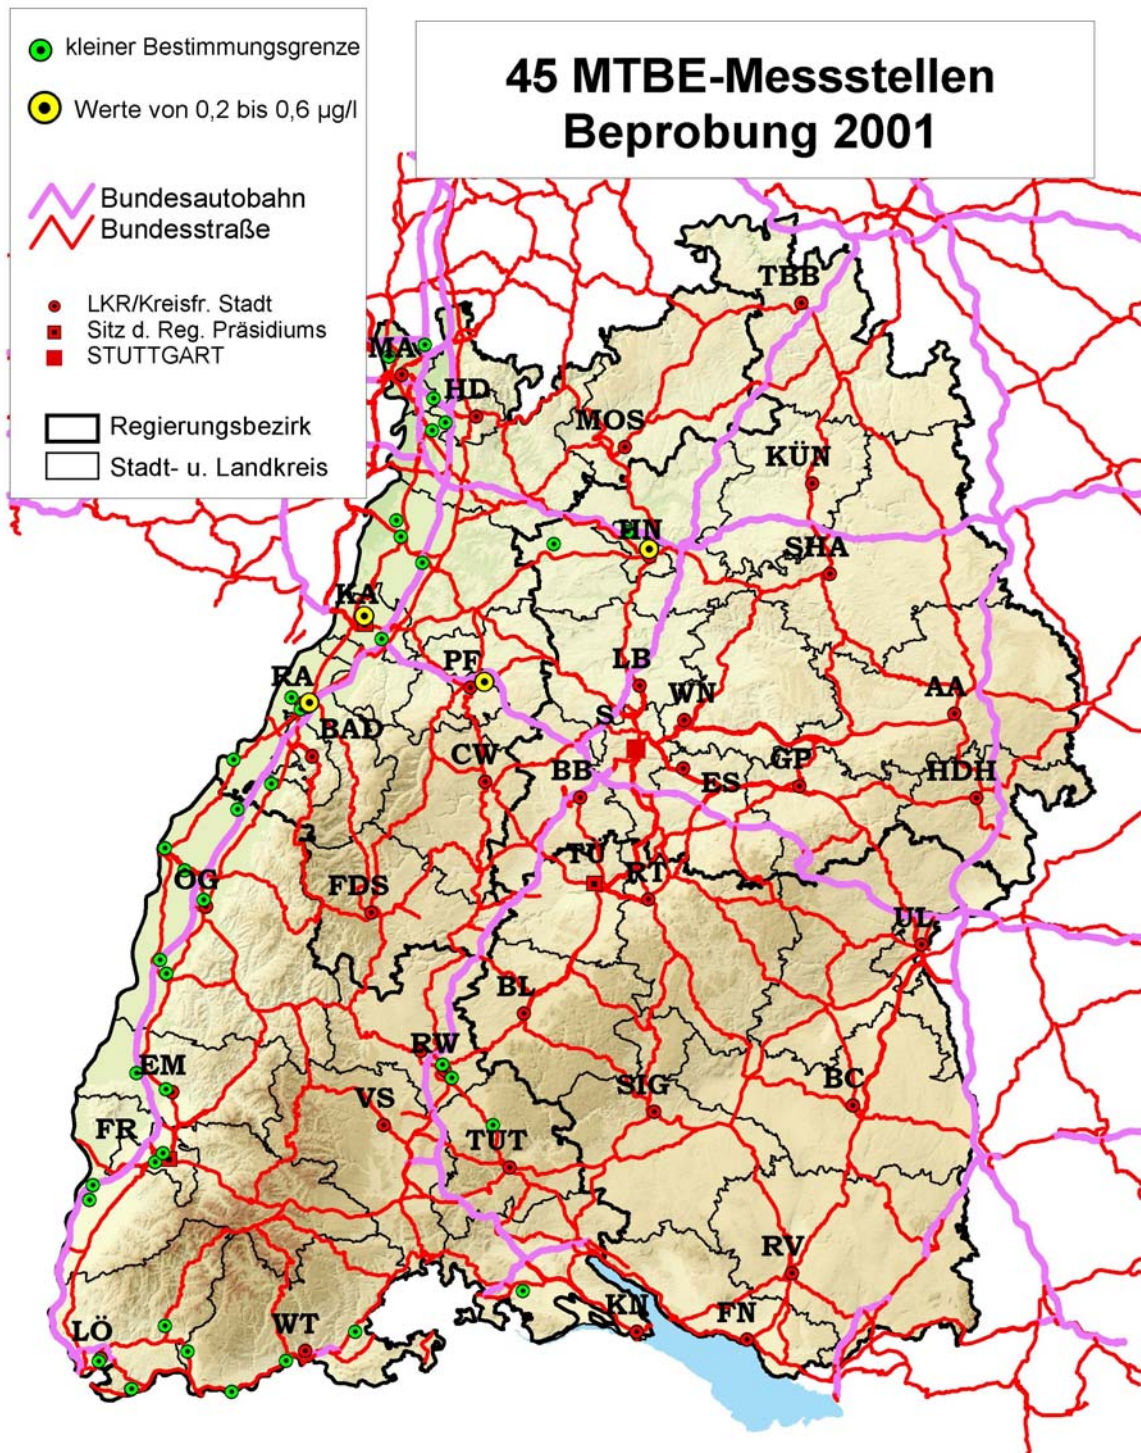 kleiner Bestimmungsgrenze
Werte von 0,2 bis 0,6 µg/l
Bundesautobahn
Bundesstraße
LKR/Kreisfr. Stadt
Sitz d. Reg. Präsidiums
STUTTGART
Regierungsbezirk
Stadt- u. Landkreis
45 MTBE-Messstellen
Beprobung 2001
TBB
MA
HD
MOS
KÜN
HN
SHA
KA
PF
LB
RA
WN
AA
S
BAD
CW
BB
ES
GP
HDH
TÜ
RT
OG
FDS
UL
BL
RW
EM
VS
SIG
BC
FR
TUT
RV
KN
FN
LÖ
WT